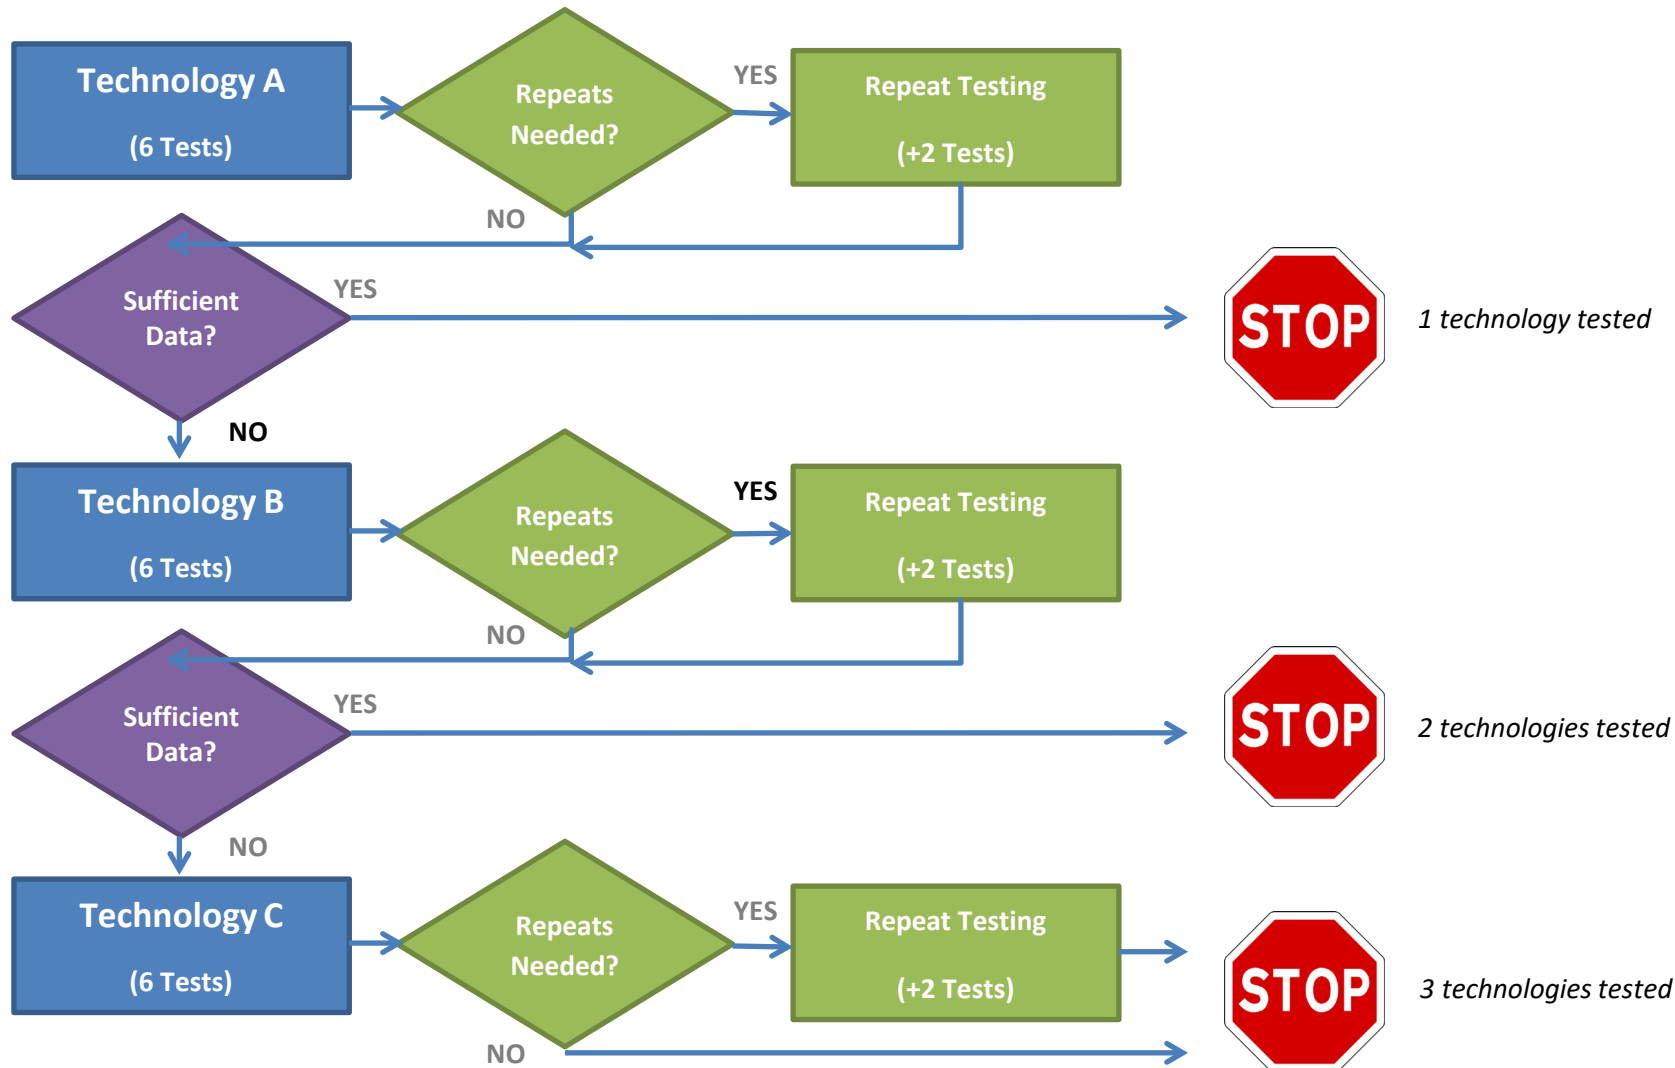 Technology A
(6 Tests)
Repeats
Needed?
YES
Repeat Testing
(+2 Tests)
NO
Sufficient
Data?
YES
STOP
1 technology tested
NO
Technology B
(6 Tests)
Repeats
Needed?
YES
Repeat Testing
(+2 Tests)
NO
Sufficient
Data?
YES
STOP
2 technologies tested
NO
Technology C
(6 Tests)
Repeats
Needed?
YES
Repeat Testing
(+2 Tests)
STOP
3 technologies tested
NO